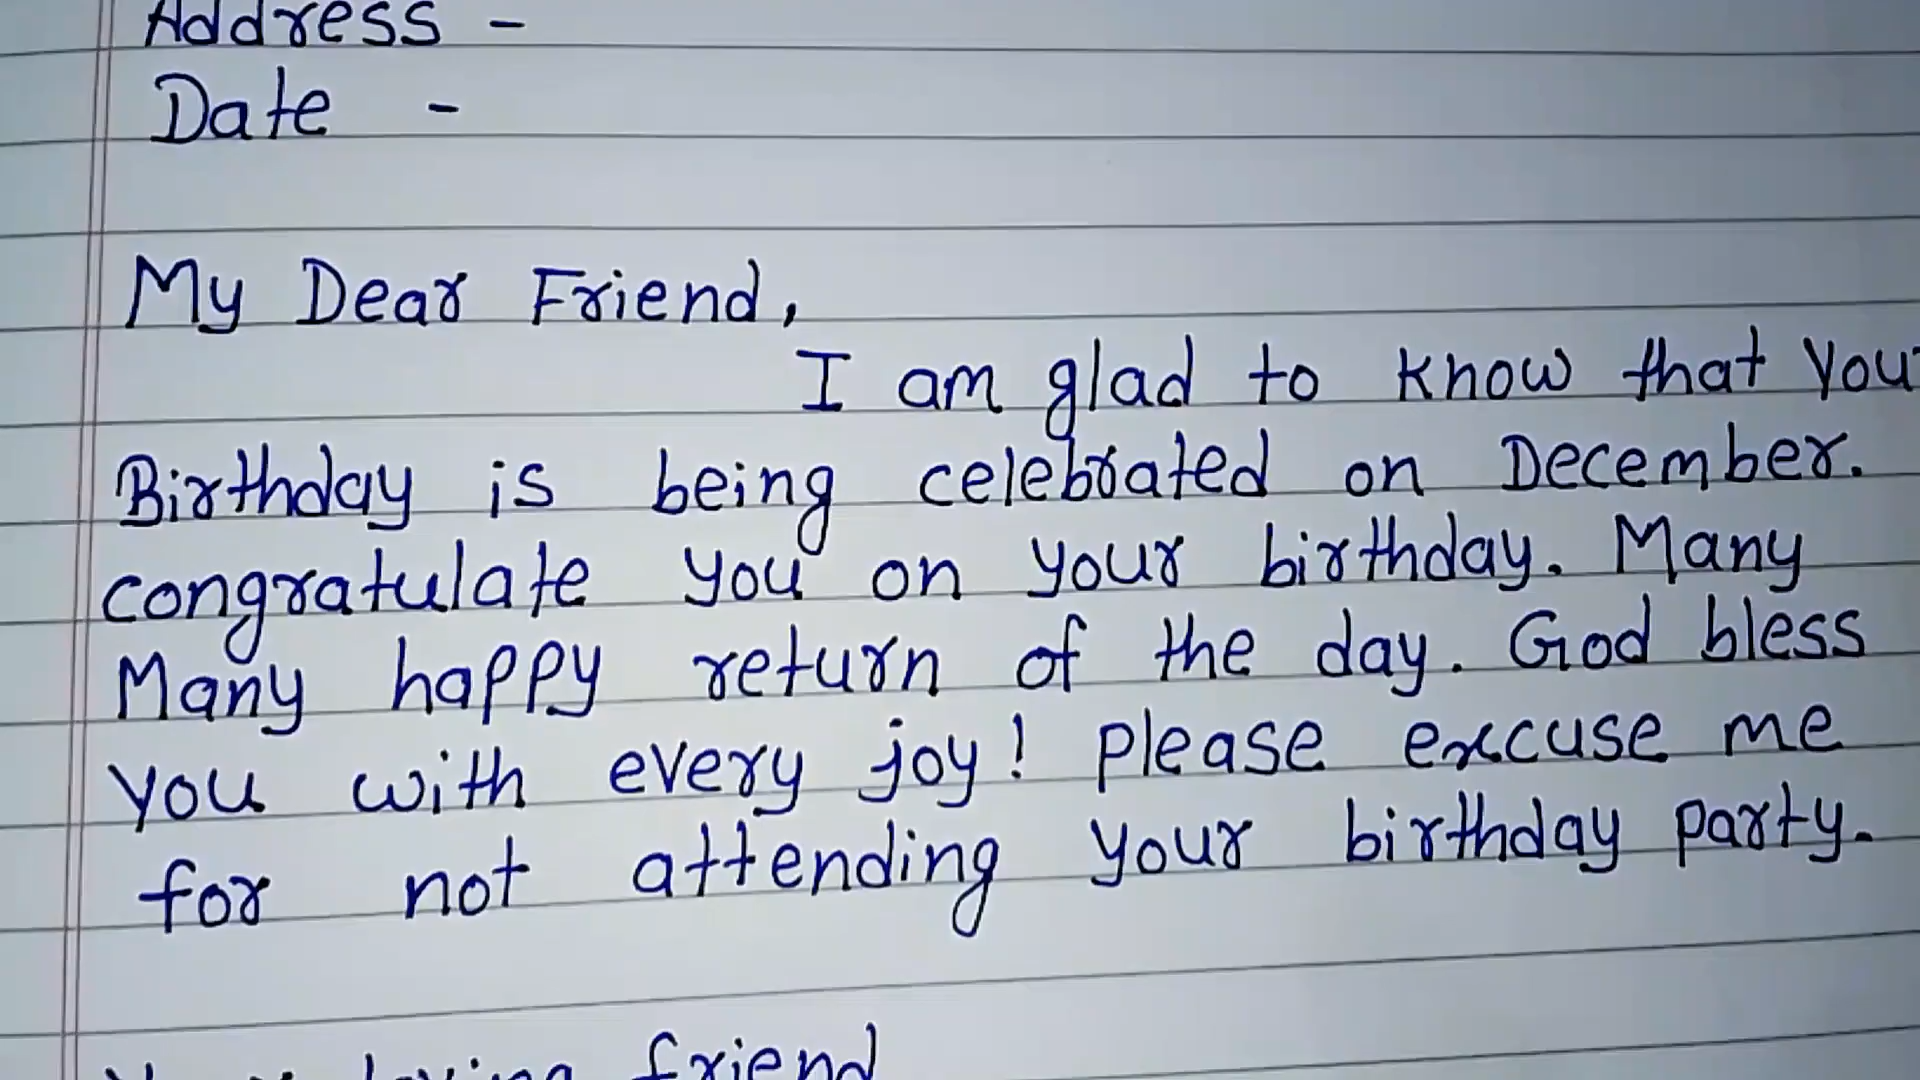 Address -
Date -
My Dear Friend,
I am glad to know that You
Birthday is being celebrated on December.
congratulate you on your birthday. Many
Many happy return of the day. God bless
you with every joy! please excuse me
for not attending your birthday party.
loving friend